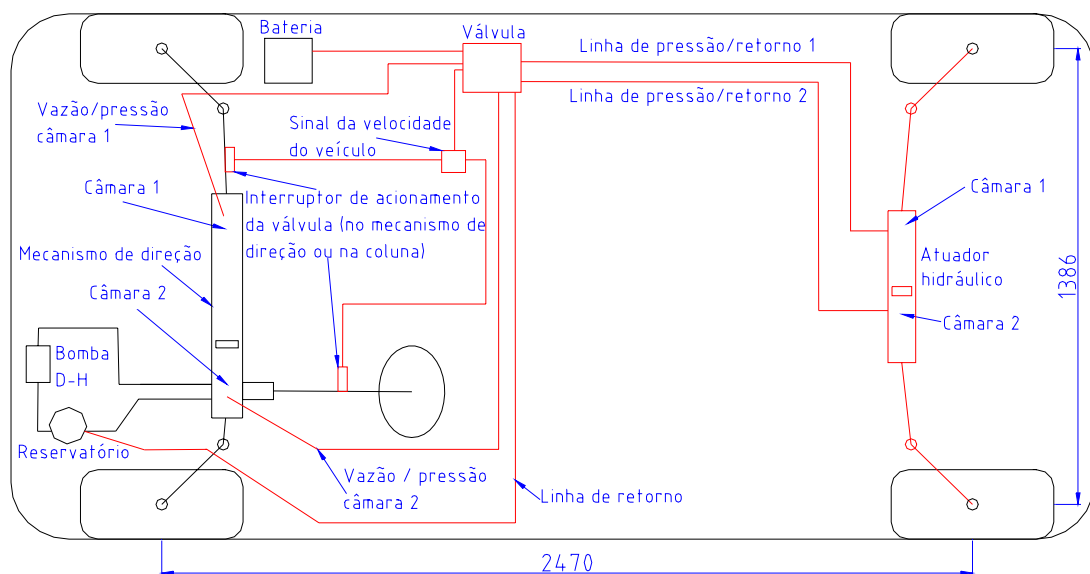 Bateria
Válvula
Linha de pressão/retorno 1
Linha de pressão/retorno 2
Vazão/pressão
câmara 1
Sinal da velocidade
do veículo
Câmara 1
Interruptor de acionamento
da válvula (no mecanismo de
direção ou na coluna)
Mecanismo de direção
Câmara 2
Câmara 1
Atuador
hidráulico
Câmara 2
1386
Bomba
D-H
Reservatório
Vazão / pressão
câmara 2
Linha de retorno
2470